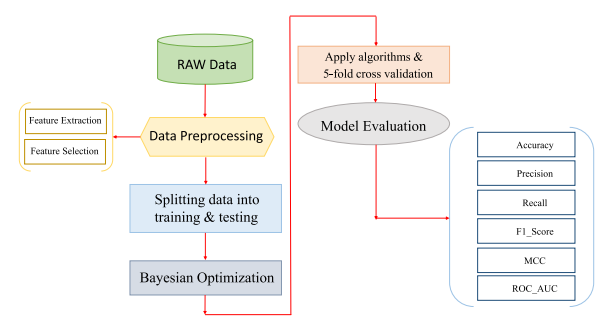 RAW Data
Feature Extraction
Feature Selection
Data Preprocessing
Splitting data into
training & testing
Bayesian Optimization
Apply algorithms &
5-fold cross validation
Model Evaluation
Accuracy
Precision
Recall
F1_Score
MCC
ROC_AUC